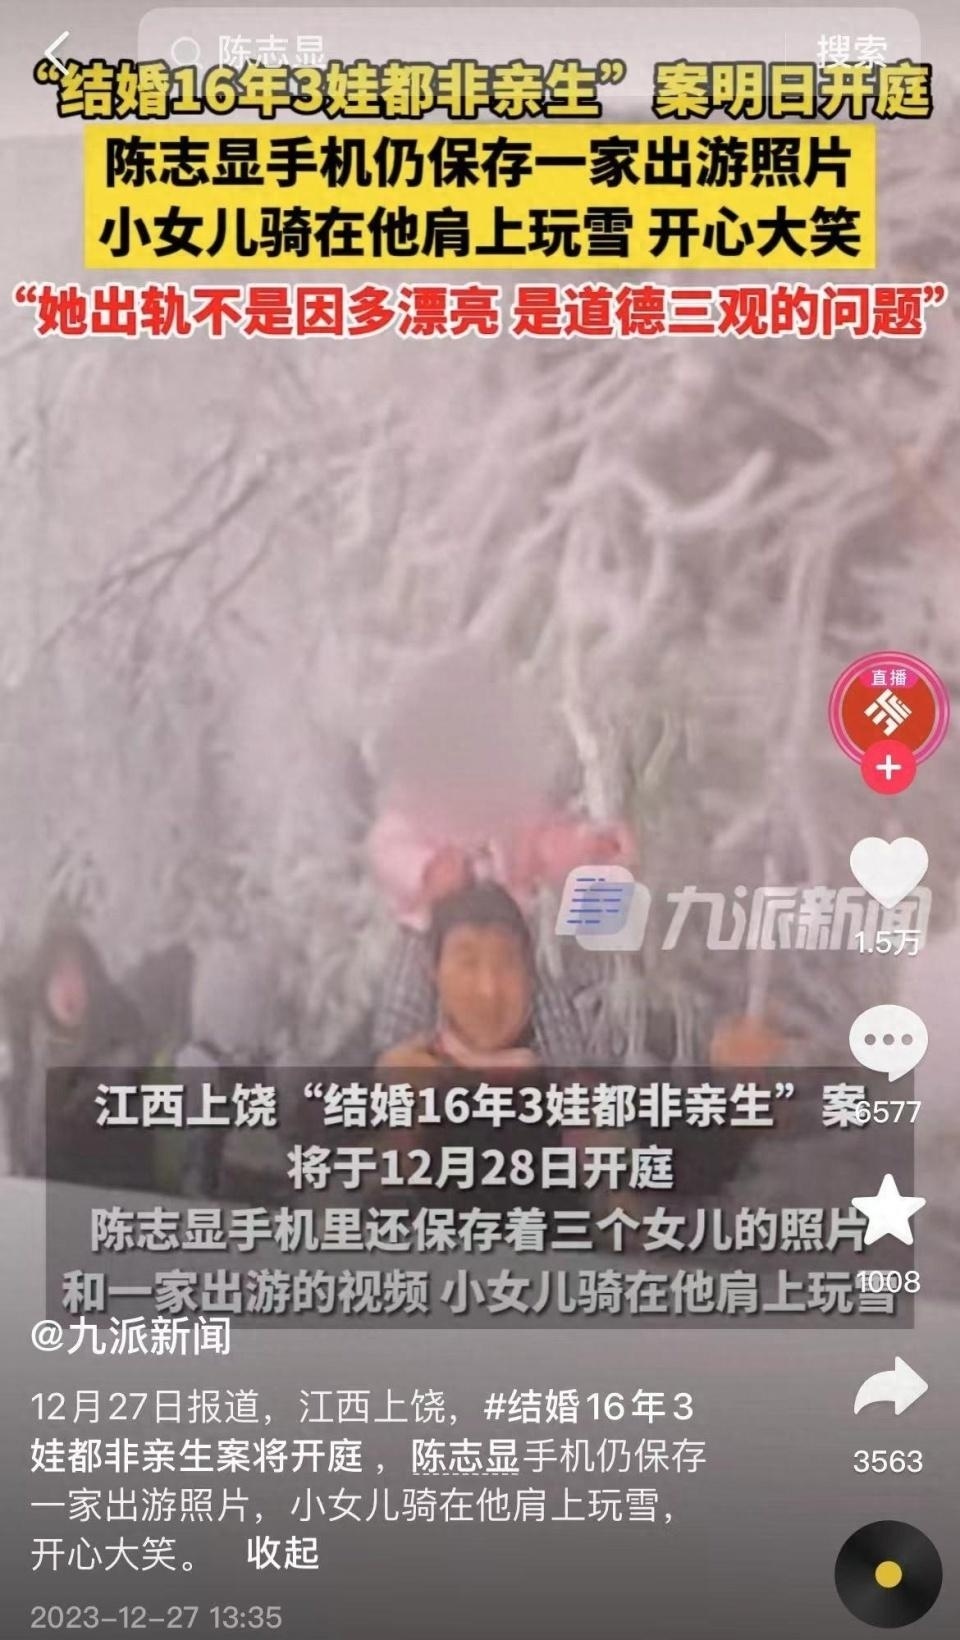 陈志显
搜索
“结婚16年3娃都非亲生”案明日开庭
陈志显手机仍保存一家出游照片
小女儿骑在他肩上玩雪 开心大笑
“她出轨不是因多漂亮 是道德三观的问题”
直播
九派新闻
1.5万
江西上饶“结婚16年3娃都非亲生”案
6577
将于12月28日开庭
陈志显手机里还保存着三个女儿的照片
和一家出游的视频 小女儿骑在他肩上玩雪
1008
@九派新闻
12月27日报道，江西上饶，#结婚16年3
娃都非亲生案将开庭，陈志显手机仍保存
一家出游照片，小女儿骑在他肩上玩雪，
开心大笑。 收起
3563
2023-12-27 13:35